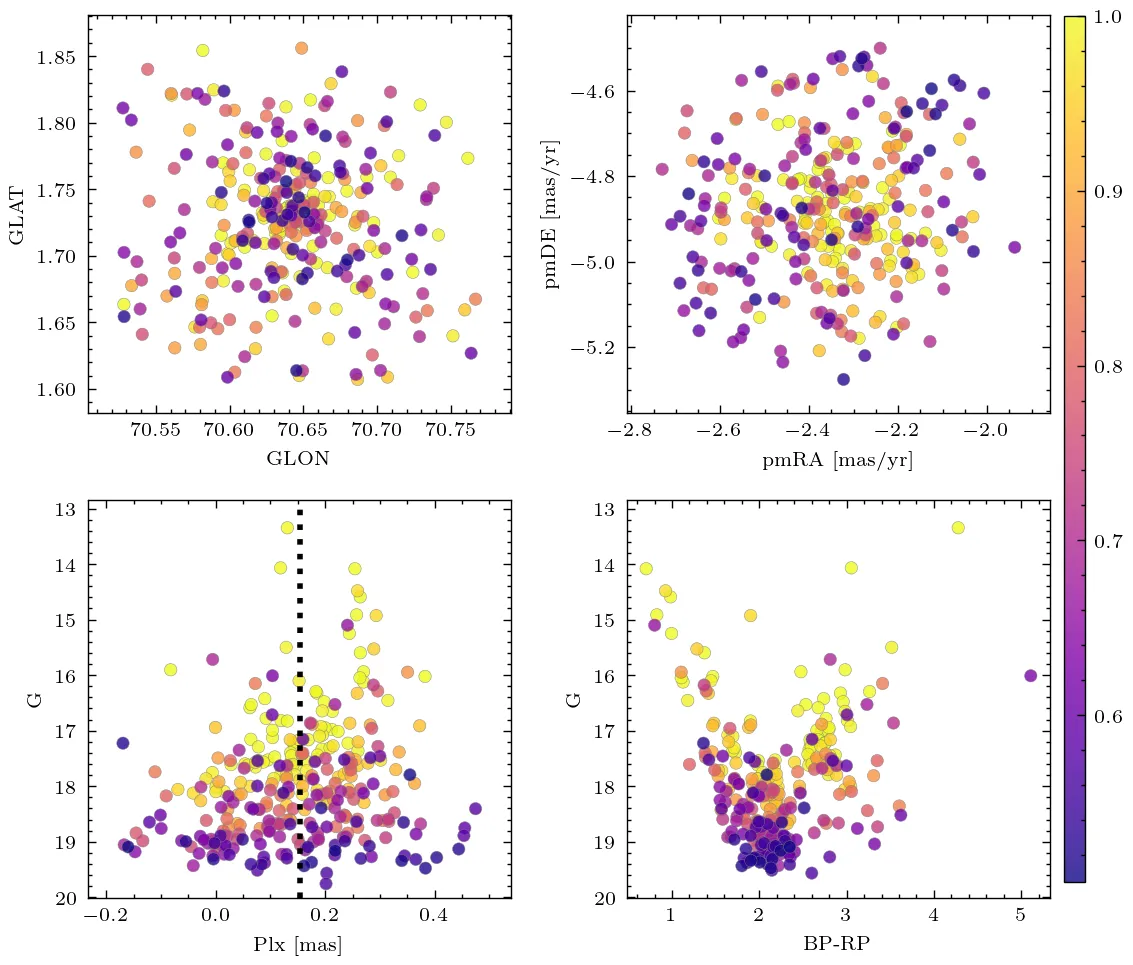 1.85
1.80
1.75
1.70
1.65
1.60
GLAT
70.55 70.60 70.65 70.70 70.75
GLON
−4.6
−4.8
−5.0
−5.2
pmDE [mas/yr]
−2.8 −2.6 −2.4 −2.2 −2.0
pmRA [mas/yr]
1.0
0.9
0.8
0.7
0.6
13
14
15
16
17
18
19
20
G
−0.2 0.0 0.2 0.4
Plx [mas]
13
14
15
16
17
18
19
20
G
1 2 3 4 5
BP-RP